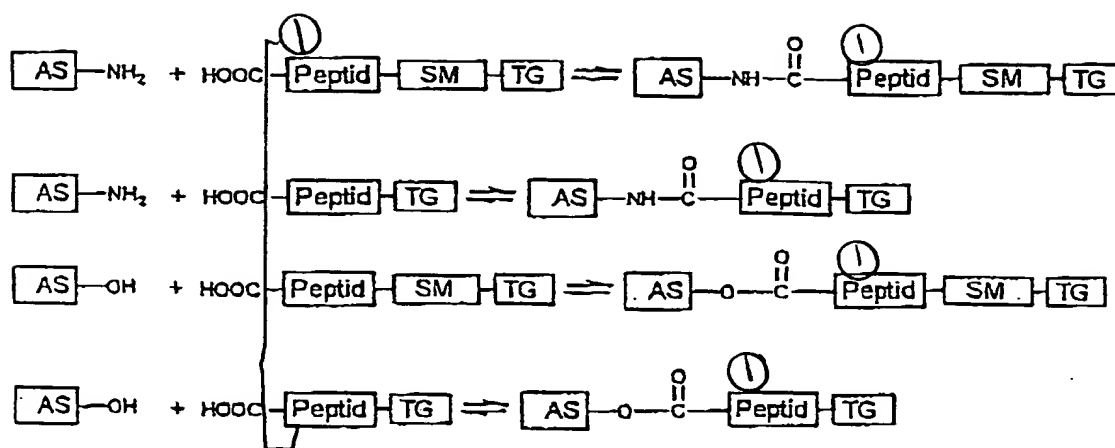 AS NH₂ + HOOC Peptid SM TG ⇌ AS NH C O Peptid SM TG
AS NH₂ + HOOC Peptid TG ⇌ AS NH C O Peptid TG
AS OH + HOOC Peptid SM TG ⇌ AS O C O Peptid SM TG
AS OH + HOOC Peptid TG ⇌ AS O C O Peptid TG